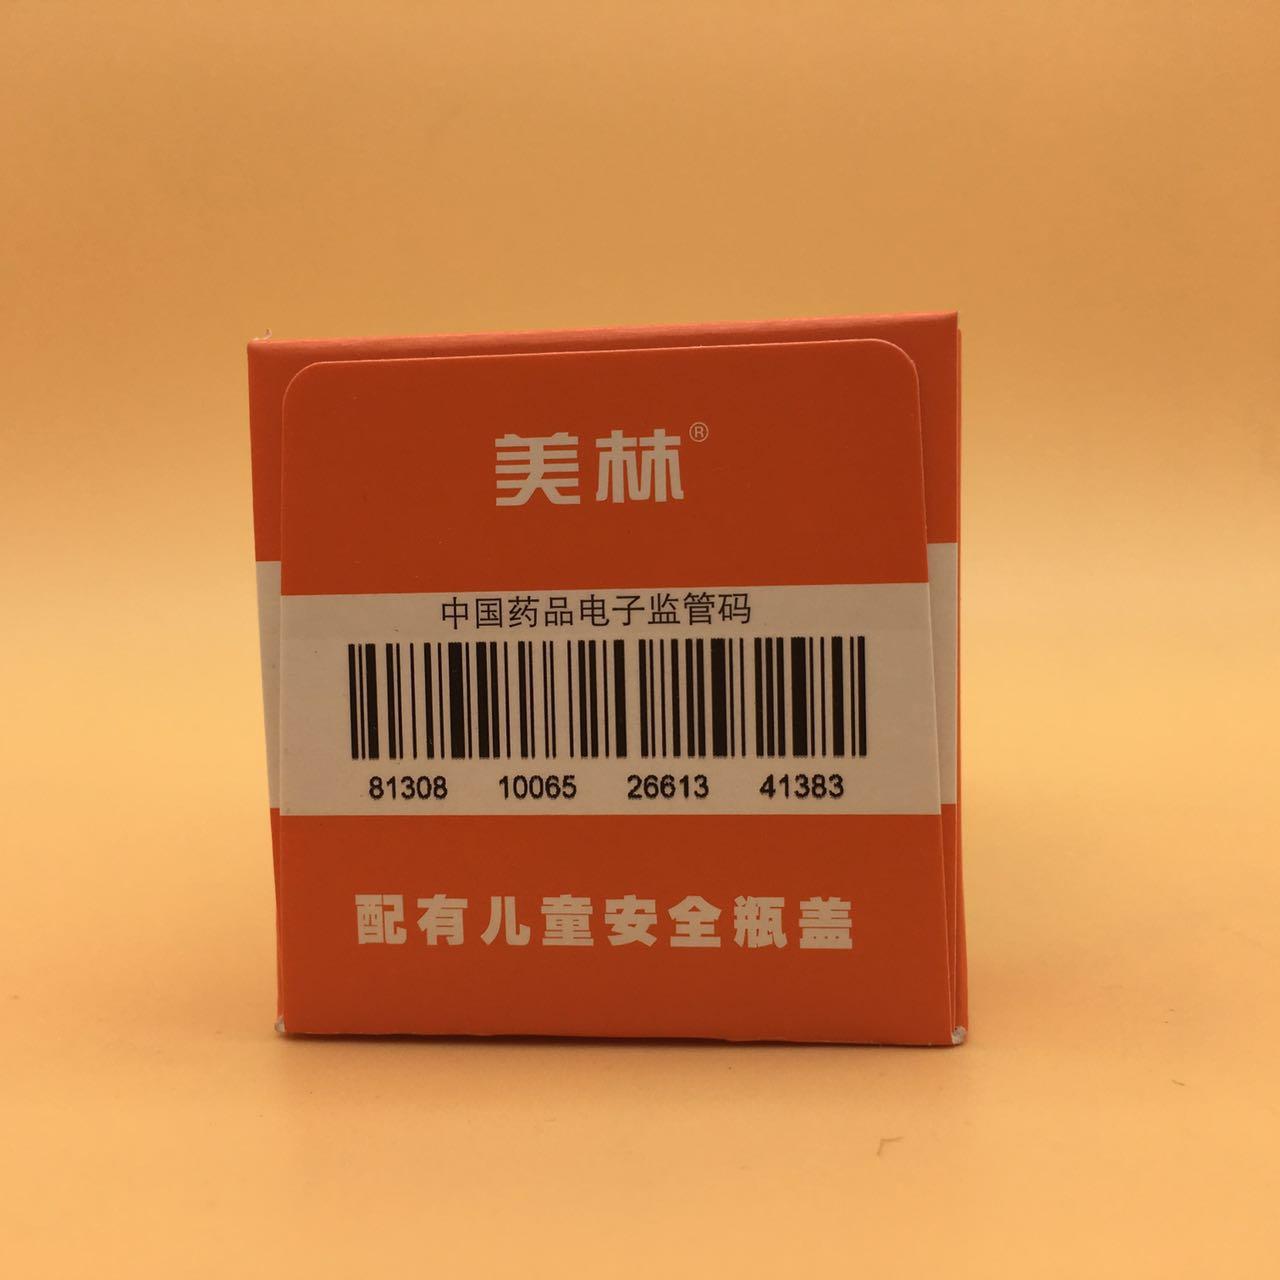 美林®
中国药品电子监管码
81308 10065 26613 41383
配有儿童安全瓶盖